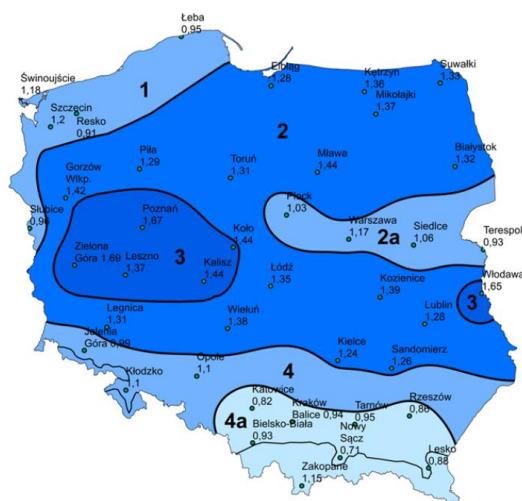 Łeba
0,95
Świnoujście
1,18
Szczecin
1,2
Resko
0,91
1
Elbląg
1,28
Kętrzyn
1,36
Mikołajki
1,37
Suwałki
1,33
2
Piła
1,29
Toruń
1,31
Mława
1,44
Białystok
1,32
Gorzów
Wlkp.
1,42
Słubice
0,96
Płock
1,03
Warszawa
1,17
2a
Siedlce
1,06
Terespol
0,93
Poznań
1,67
Koło
1,44
3
Zielona
Góra 1,69
Leszno
1,37
Kalisz
1,44
Łódź
1,35
Kozienice
1,39
Włodawa
1,65
3
Legnica
1,31
Wieluń
1,38
Lublin
1,28
Jelenia
Góra 0,99
Kielce
1,24
Sandomierz
1,26
Kłodzko
1,1
Opole
1,1
4
Katowice
0,82
Kraków
Balice 0,94
Tarnów
0,95
Rzeszów
0,86
4a
Bielsko-Biała
0,93
Nowy
Sącz
0,71
Lesko
0,88
Zakopane
1,15